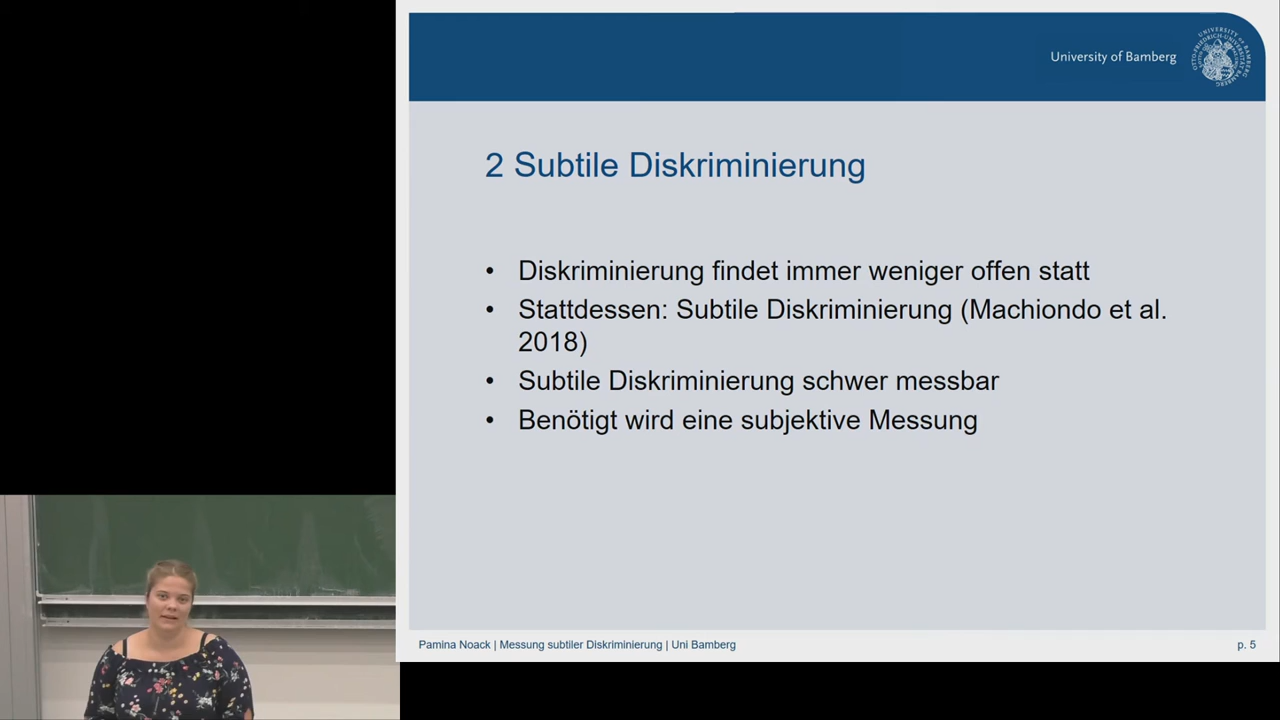 University of Bamberg
2 Subtile Diskriminierung
• Diskriminierung findet immer weniger offen statt
• Stattdessen: Subtile Diskriminierung (Machiondo et al.
2018)
• Subtile Diskriminierung schwer messbar
• Benötigt wird eine subjektive Messung
Pamina Noack | Messung subtiler Diskriminierung | Uni Bamberg
p. 5